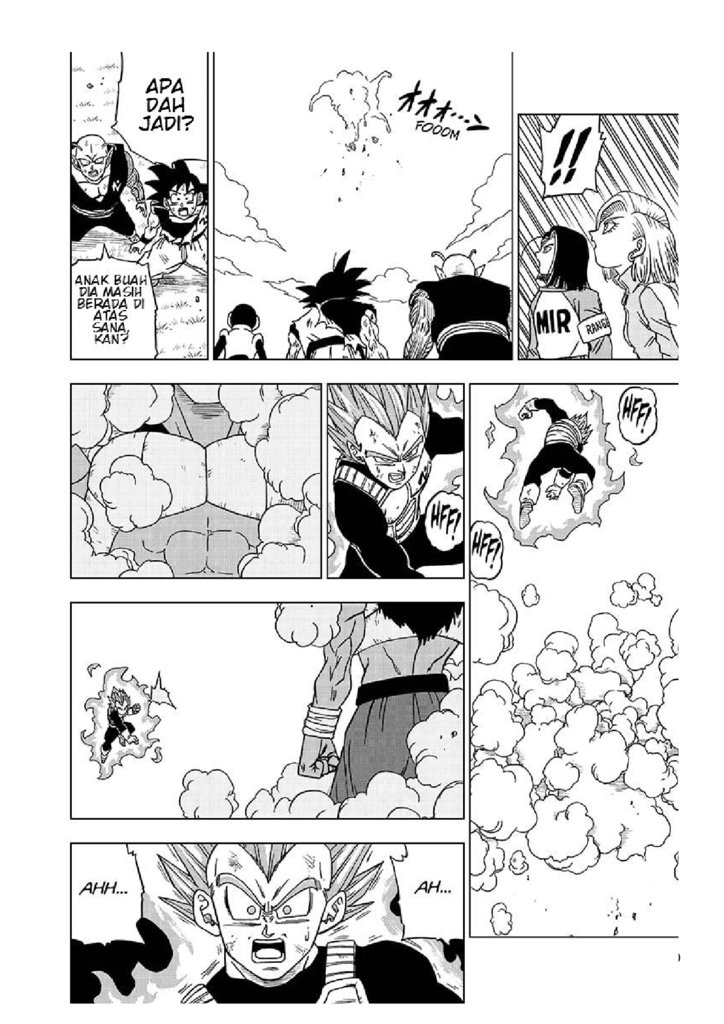 !!
MIR
RANGE
オオオ…
FOOOM
APA
DAH
JADI?
ANAK BUAH
DIA MASIH
BERADA DI
ATAS
SANA,
KAN?
HFF!
HFF!
HFF!
AH...
AHH...